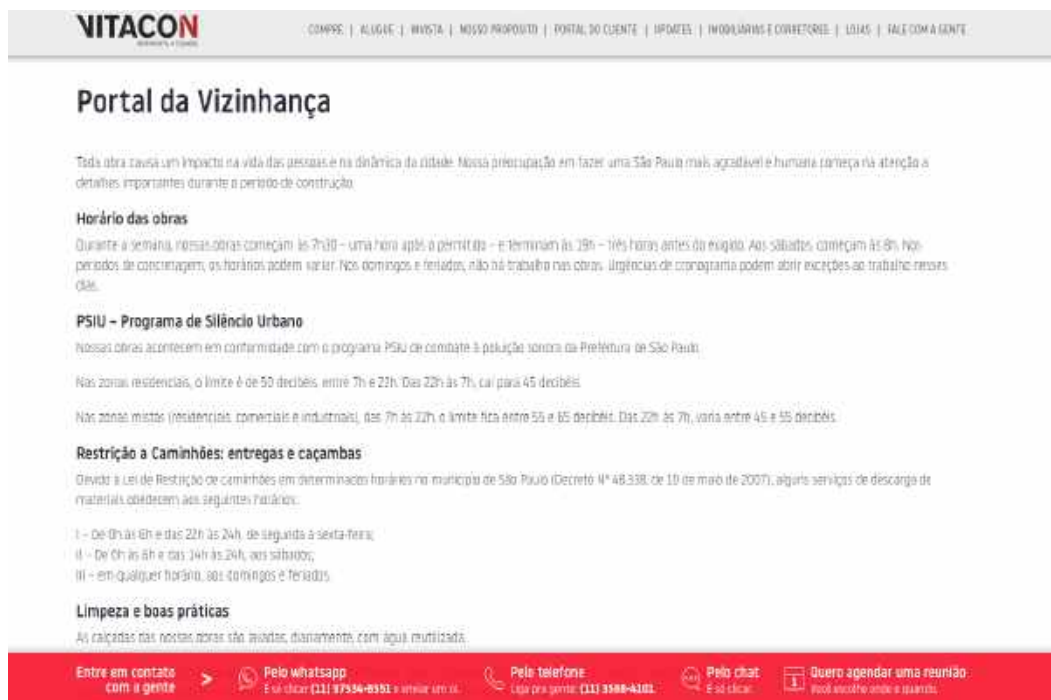 VITACON
COMPRE | ALUGUE | INVISTA | NOSSO PROPÓSITO | PORTAL DO CLIENTE | UPDATES | IMOBILIÁRIAS E CORRETORES | LOJAS | FALE COM A GENTE
Portal da Vizinhança
Toda obra causa um impacto na vida das pessoas e na dinâmica da cidade. Nossa preocupação em fazer uma São Paulo mais agradável e humana começa na atenção a
detalhes importantes durante o período de construção.
Horário das obras
Durante a semana, nossas obras começam às 7h30 – uma hora após o permitido – e terminam às 19h – três horas antes do exigido. Aos sábados, começam às 8h. Nos
períodos de concretagem, os horários podem variar. Nos domingos e feriados, não há trabalho nas obras. Urgências de cronograma podem abrir exceções ao trabalho nesses
dias.
PSIU – Programa de Silêncio Urbano
Nossas obras acontecem em conformidade com o programa PSIU de combate à poluição sonora da Prefeitura de São Paulo.
Nas zonas residenciais, o limite é de 50 decibéis, entre 7h e 22h. Das 22h às 7h, cai para 45 decibéis.
Nas zonas mistas (residenciais, comerciais e industriais), das 7h às 22h, o limite fica entre 55 e 65 decibéis. Das 22h às 7h, varia entre 45 e 55 decibéis.
Restrição a Caminhões: entregas e caçambas
Devido a Lei de Restrição de caminhões em determinados horários no município de São Paulo (Decreto Nº 48.338, de 10 de maio de 2007), alguns serviços de descarga de
materiais obedecem aos seguintes horários:
I – De 0h às 6h e das 22h às 24h, de segunda a sexta-feira;
II – De 0h às 6h e das 14h às 24h, aos sábados;
III – em qualquer horário, aos domingos e feriados.
Limpeza e boas práticas
As calçadas das nossas obras são lavadas, diariamente, com água reutilizada.
Entre em contato
com a gente
>
Pelo whatsapp
É só clicar (11) 97534-8551 e enviar um oi.
Pelo telefone
Liga pra gente: (11) 3588-4101
Pelo chat
É só clicar.
Quero agendar uma reunião
Você escolhe onde e quando.